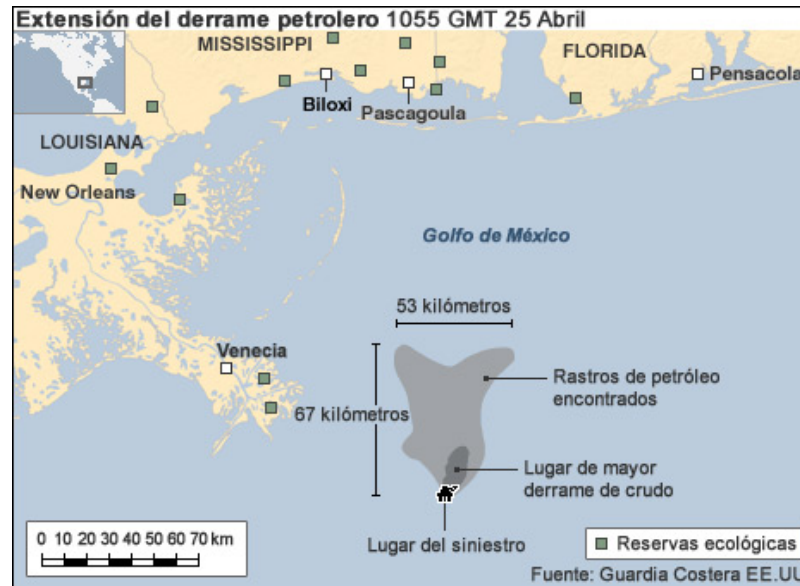 Extensión del derrame petrolero 1055 GMT 25 Abril
MISSISSIPPI
FLORIDA
Biloxi
Pascagoula
Pensacola
LOUISIANA
New Orleans
Golfo de México
53 kilómetros
Venecia
67 kilómetros
Rastros de petróleo
encontrados
Lugar de mayor
derrame de crudo
Lugar del siniestro
0 10 20 30 40 50 60 70 km
Reservas ecológicas
Fuente: Guardia Costera EE.UU